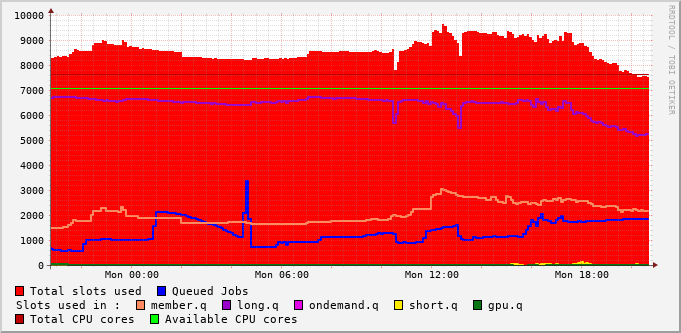 10000
9000
8000
7000
6000
5000
4000
3000
2000
1000
0
Mon 00:00 Mon 06:00 Mon 12:00 Mon 18:00
RRDTOOL / TOBI OETIKER
Total slots used Queued Jobs
Slots used in : member.q long.q ondemand.q short.q gpu.q
Total CPU cores Available CPU cores